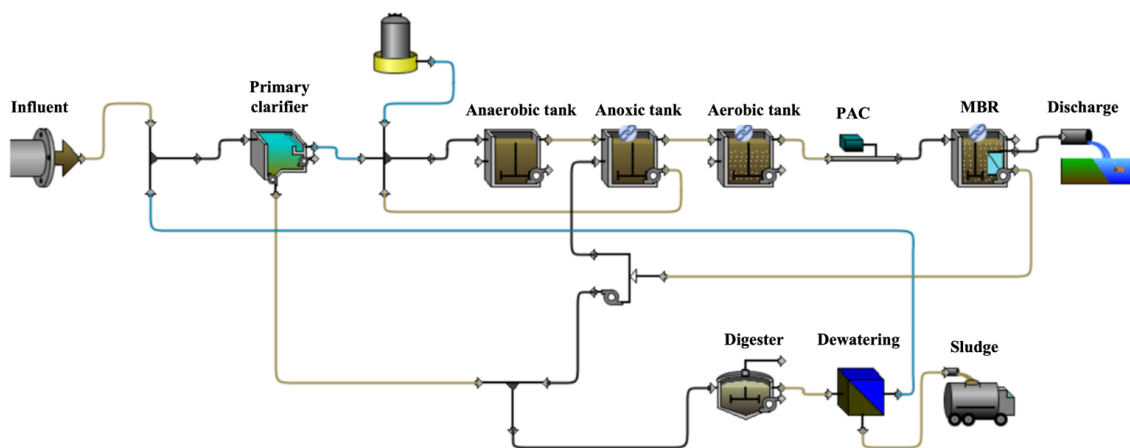 Influent
Primary
clarifier
Anaerobic tank
Anoxic tank
Aerobic tank
PAC
MBR
Discharge
Digester
Dewatering
Sludge